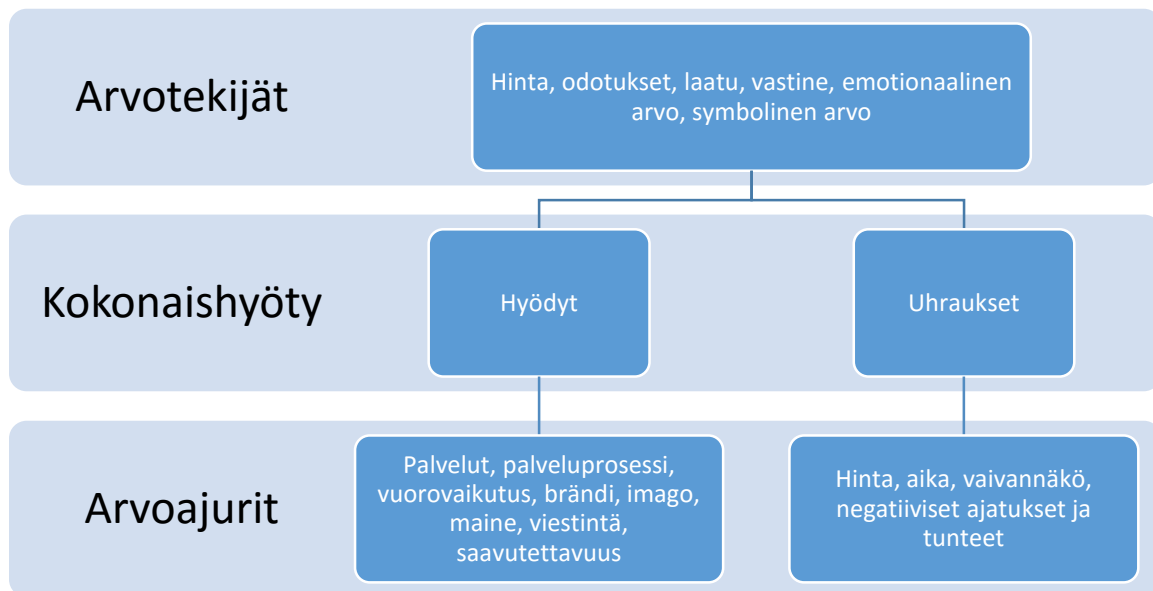 Arvotekijät
Hinta, odotukset, laatu, vastine, emotionaalinen
arvo, symbolinen arvo
Kokonaishyöty
Hyödyt
Uhraukset
Arvoajurit
Palvelut, palveluprosessi,
vuorovaikutus, brändi, imago,
maine, viestintä,
saavutettavuus
Hinta, aika, vaivannäkö,
negatiiviset ajatukset ja
tunteet